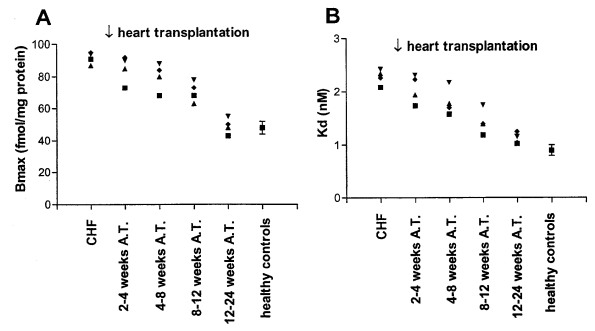 A
↓ heart transplantation
Bmax (fmol/mg protein)
100
80
60
40
20
0
CHF
2-4 weeks A.T.
4-8 weeks A.T.
8-12 weeks A.T.
12-24 weeks A.T.
healthy controls
B
↓ heart transplantation
Kd (nM)
3
2
1
0
CHF
2-4 weeks A.T.
4-8 weeks A.T.
8-12 weeks A.T.
12-24 weeks A.T.
healthy controls